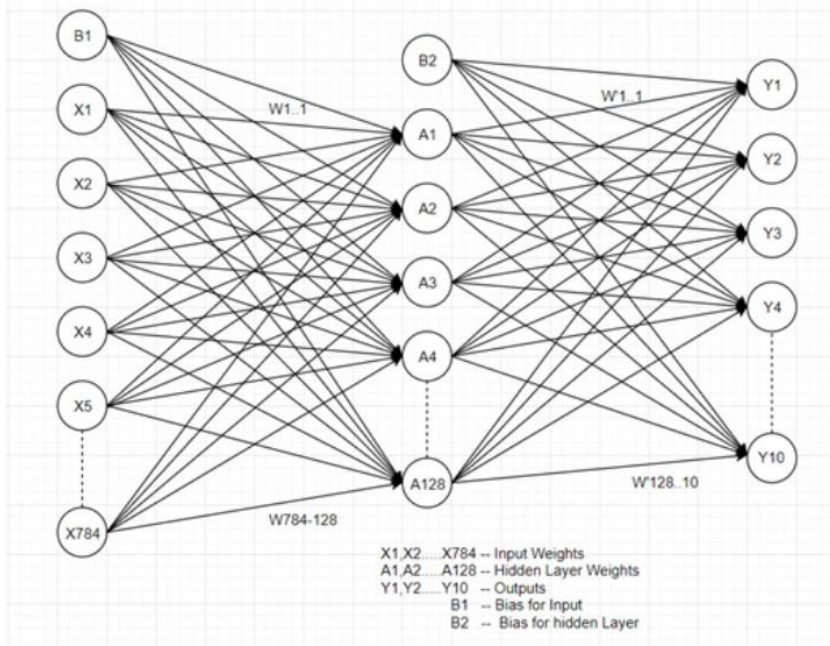 B1
X1
X2
X3
X4
X5
X784
W1..1
W784-128
B2
A1
A2
A3
A4
A128
W'1..1
W'128..10
Y1
Y2
Y3
Y4
Y10
X1,X2.....X784 -- Input Weights
A1,A2.....A128 -- Hidden Layer Weights
Y1,Y2.....Y10 -- Outputs
B1 -- Bias for Input
B2 -- Bias for hidden Layer